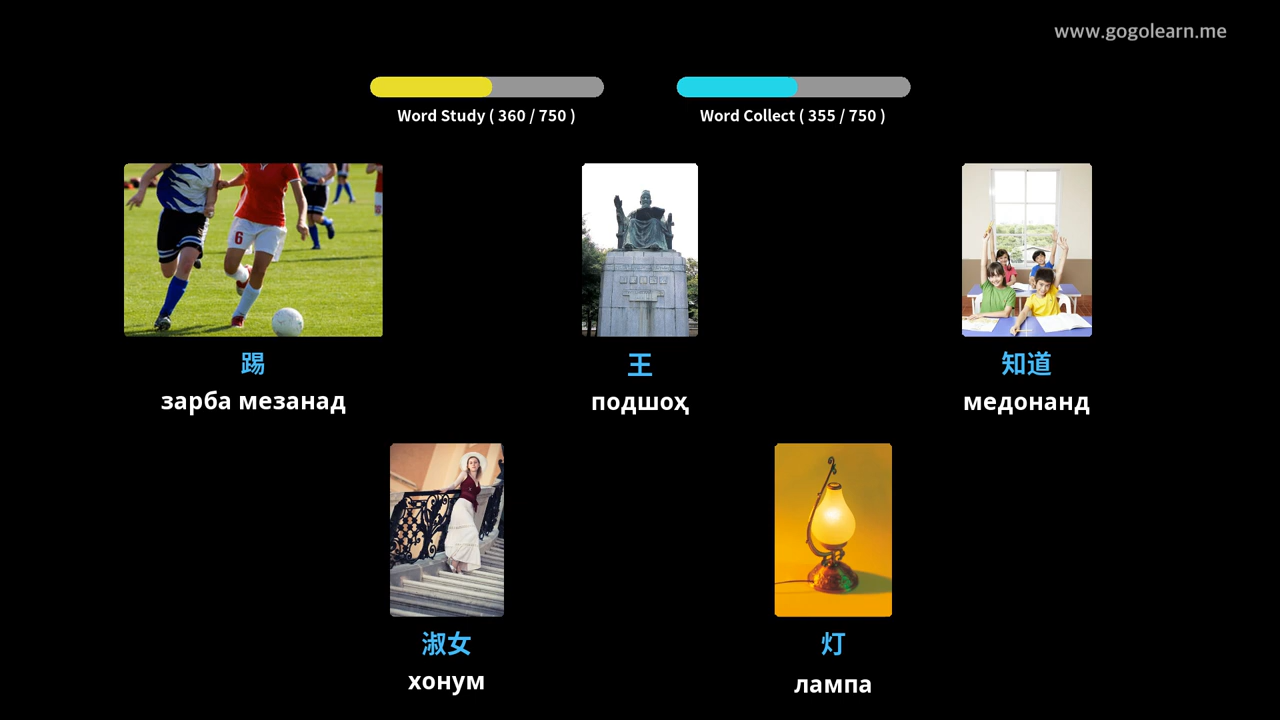 www.gogolearn.me
Word Study ( 360 / 750 )
Word Collect ( 355 / 750 )
踢
王
知道
зарба мезанад
подшоҳ
медонанд
淑女
灯
хонум
лампа